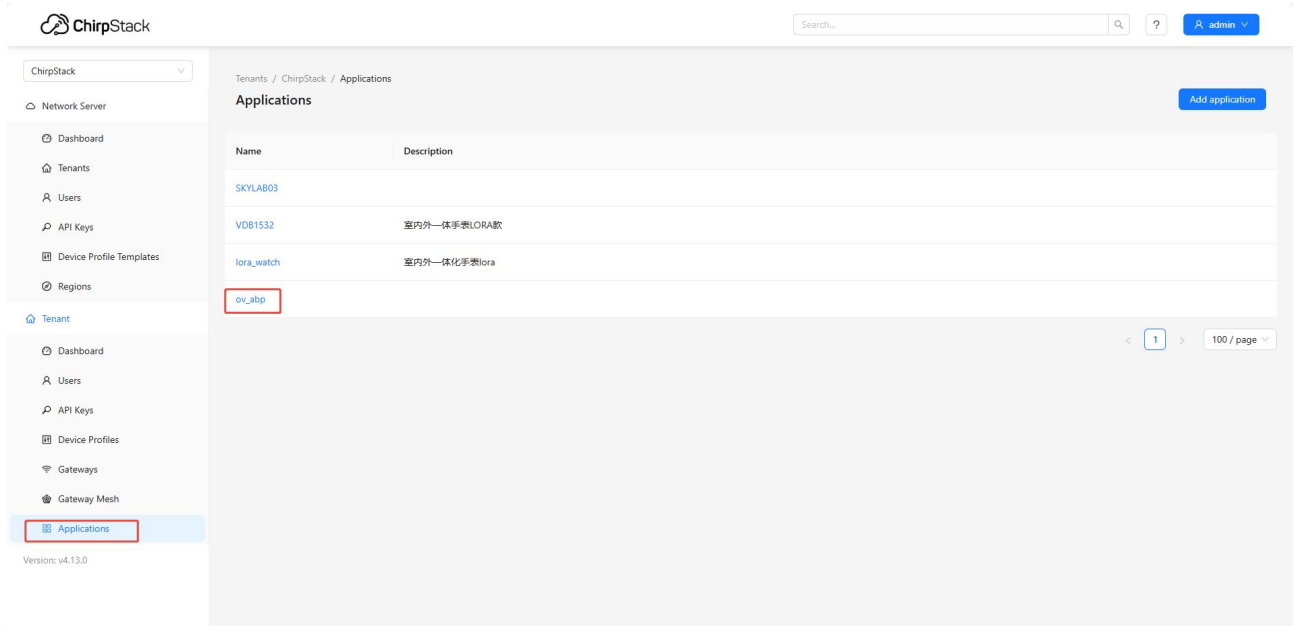 ChirpStack
Search...
?
admin
ChirpStack
Network Server
Dashboard
Tenants
Users
API Keys
Device Profile Templates
Regions
Tenant
Dashboard
Users
API Keys
Device Profiles
Gateways
Gateway Mesh
Applications
Version: v4.13.0
Tenants / ChirpStack / Applications
Applications
Add application
Name Description
SKYLAB03
VDB1532 室内外一体手表LORA款
lora_watch 室内外一体化手表lora
ov_abp
< 1 > 100 / page